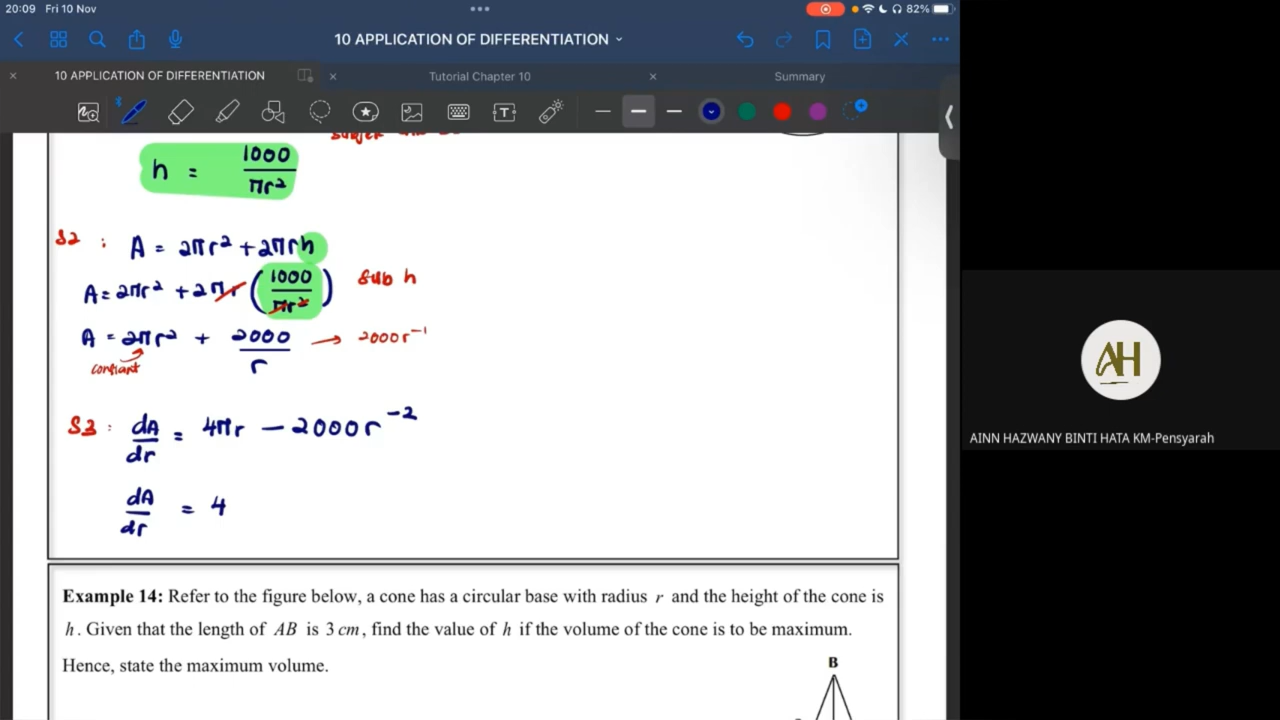 20:09 Fri 10 Nov
82%
10 APPLICATION OF DIFFERENTIATION
10 APPLICATION OF DIFFERENTIATION
Tutorial Chapter 10
Summary
h = 1000/πr²
S2 : A = 2πr² + 2πrh
A = 2πr² + 2πr (1000/πr²) sub h
A = 2πr² + 2000/r → 2000r⁻¹
constant
S3 : dA/dr = 4πr − 2000r⁻²
dA/dr = 4
Example 14: Refer to the figure below, a cone has a circular base with radius r and the height of the cone is
h. Given that the length of AB is 3 cm, find the value of h if the volume of the cone is to be maximum.
Hence, state the maximum volume.
B
AH
AINN HAZWANY BINTI HATA KM-Pensyarah